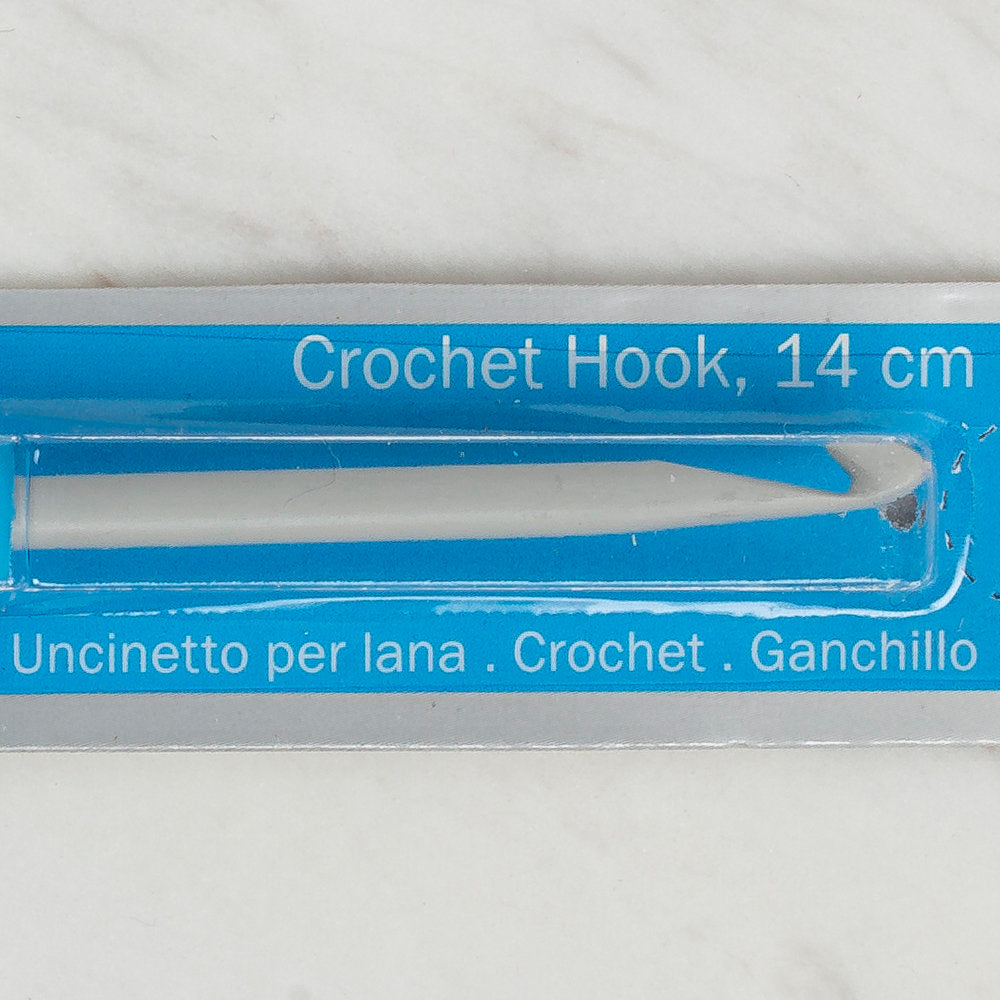 Crochet Hook, 14 cm
Uncinetto per lana . Crochet . Ganchillo